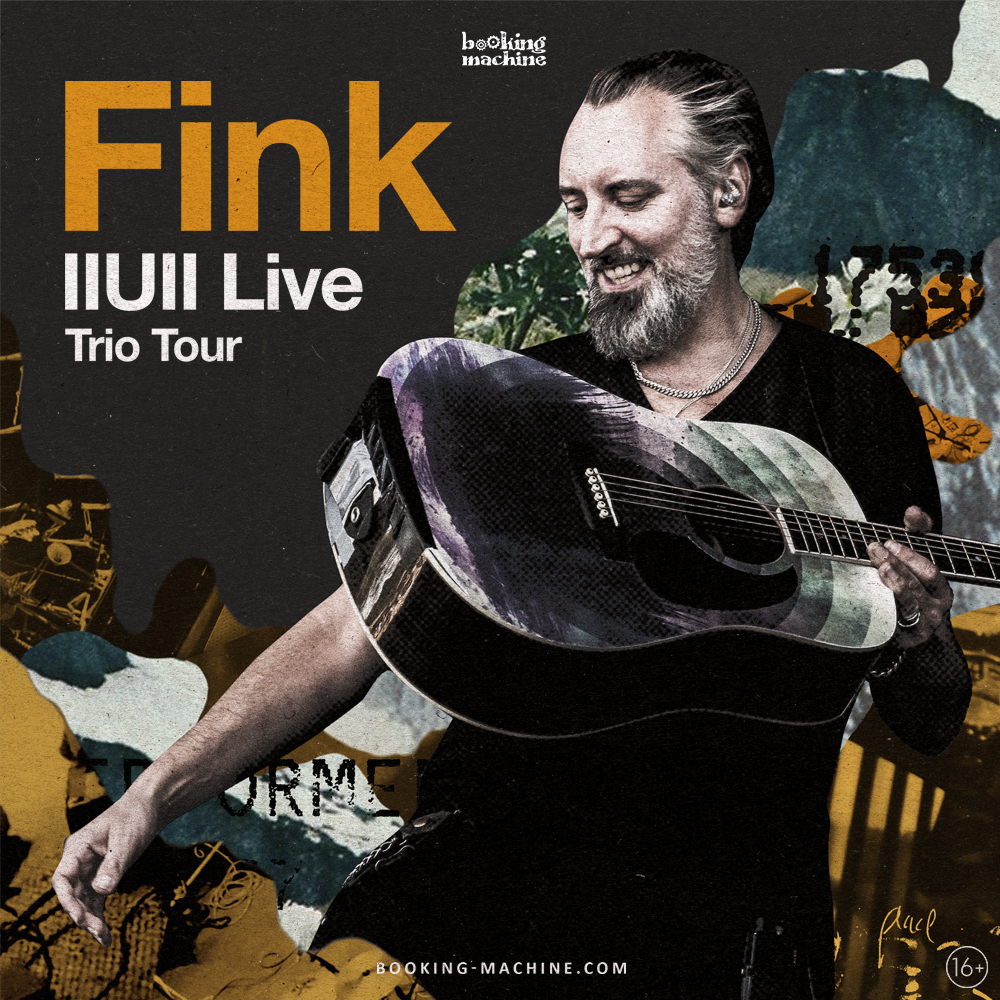 booking
machine
Fink
IIUII Live
Trio Tour
BOOKING-MACHINE.COM
16+